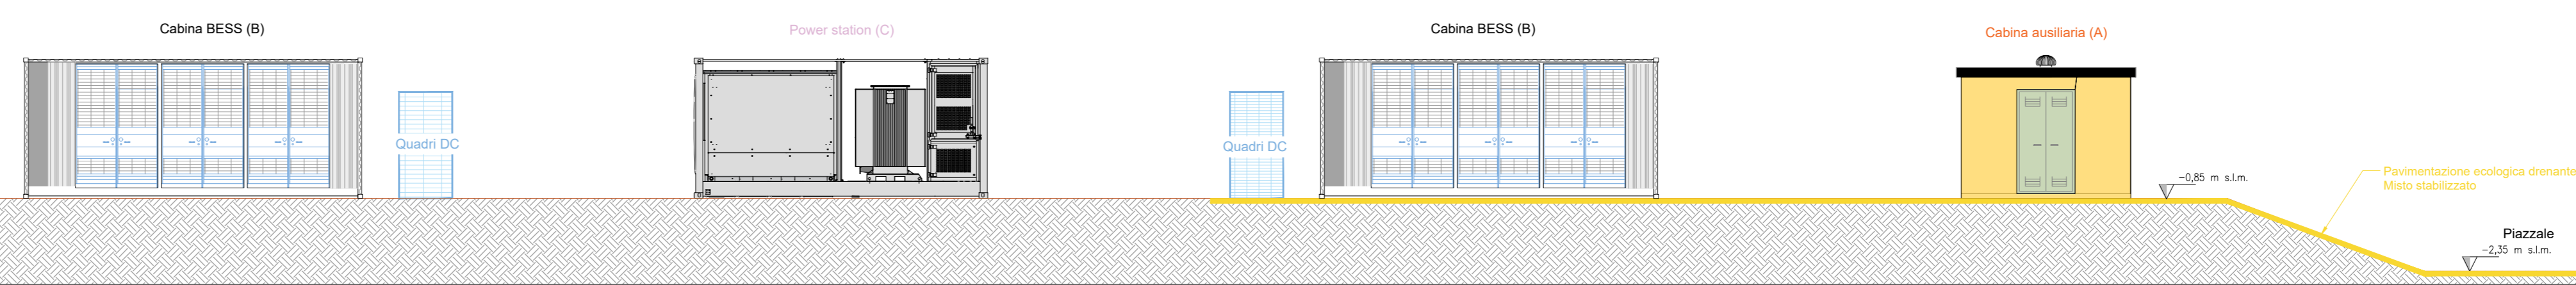 Cabina BESS (B)
Power station (C)
Cabina BESS (B)
Cabina ausiliaria (A)
Quadri DC
Quadri DC
-0,85 m s.l.m.
Pavimentazione ecologica drenante
Misto stabilizzato
Piazzale
-2,35 m s.l.m.